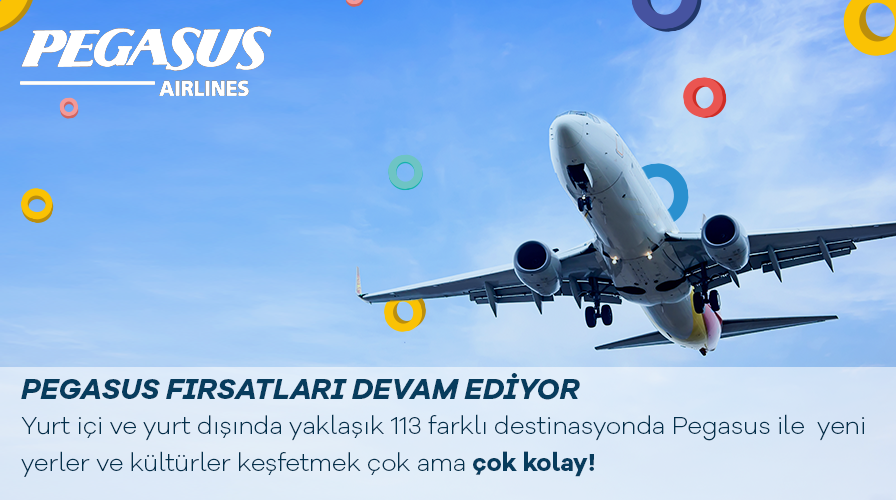 PEGASUS
AIRLINES
PEGASUS FIRSATLARI DEVAM EDİYOR
Yurt içi ve yurt dışında yaklaşık 113 farklı destinasyonda Pegasus ile yeni
yerler ve kültürler keşfetmek çok ama çok kolay!